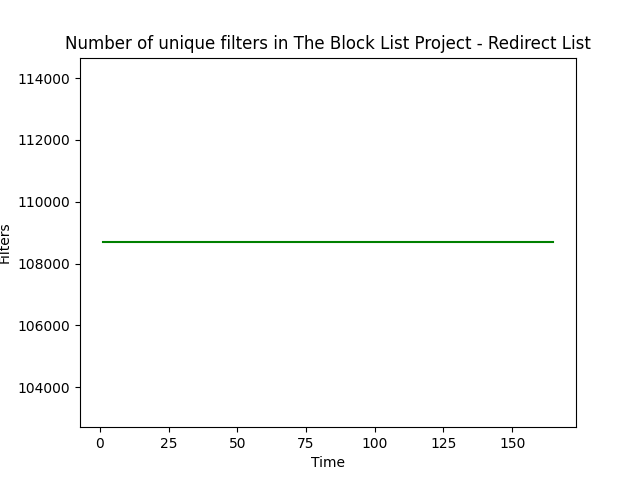 Number of unique filters in The Block List Project - Redirect List
114000
112000
110000
108000
106000
104000
Filters
0 25 50 75 100 125 150
Time